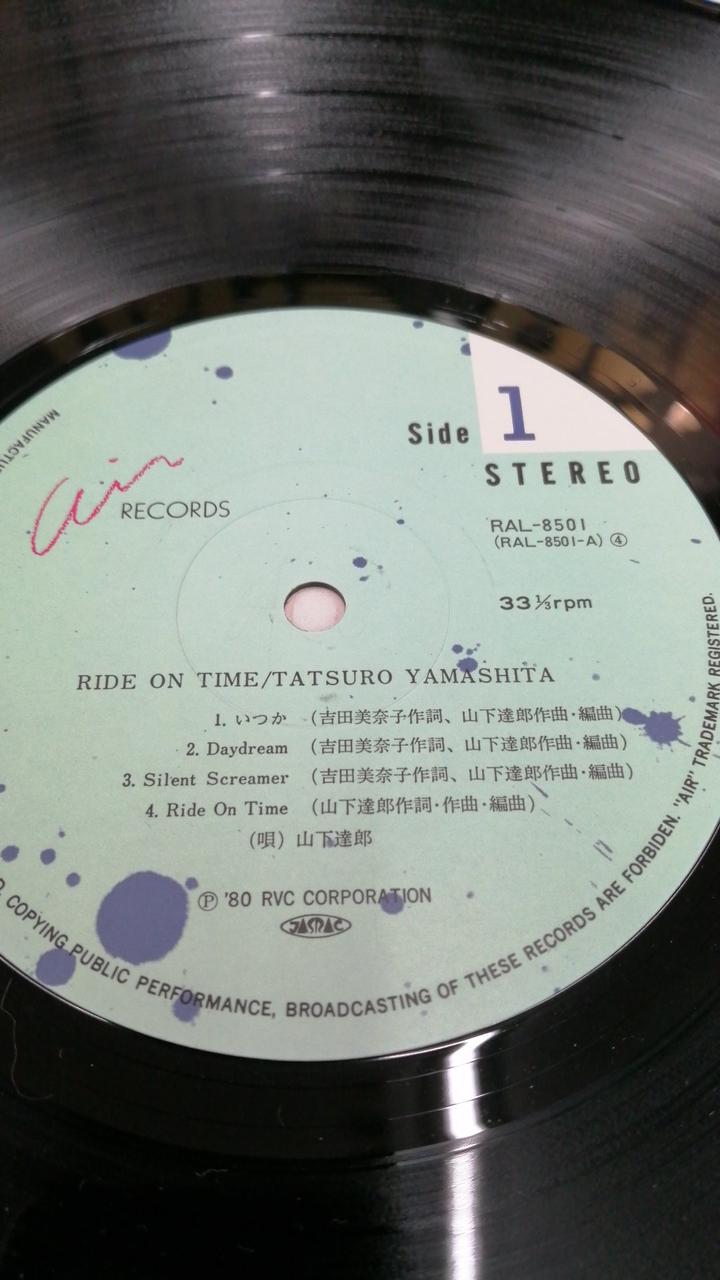 Side 1
STEREO
air RECORDS
RAL-8501
(RAL-8501-A) ④
33⅓rpm
RIDE ON TIME/TATSURO YAMASHITA
1. いつか (吉田美奈子作詞、山下達郎作曲・編曲)
2. Daydream (吉田美奈子作詞、山下達郎作曲・編曲)
3. Silent Screamer (吉田美奈子作詞、山下達郎作曲・編曲)
4. Ride On Time (山下達郎作詞・作曲・編曲)
(唄) 山下達郎
Ⓟ '80 RVC CORPORATION
JASRAC
COPYING, PUBLIC PERFORMANCE, BROADCASTING OF THESE RECORDS ARE FORBIDDEN. "AIR" TRADEMARK REGISTERED.